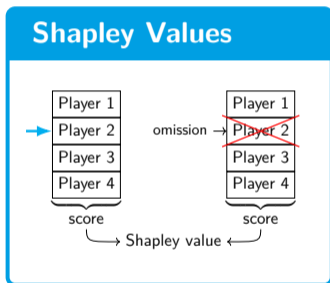 Shapley Values
Player 1 Player 1
Player 2 omission Player 2
Player 3 Player 3
Player 4 Player 4
score score
Shapley value